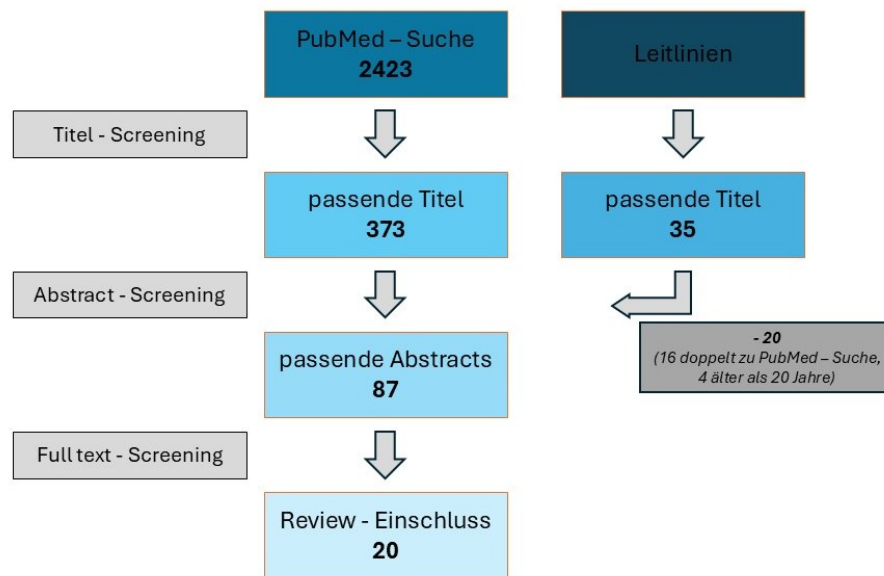 PubMed – Suche
2423
Leitlinien
Titel - Screening
passende Titel
373
passende Titel
35
Abstract - Screening
- 20
(16 doppelt zu PubMed – Suche,
4 älter als 20 Jahre)
passende Abstracts
87
Full text - Screening
Review - Einschluss
20